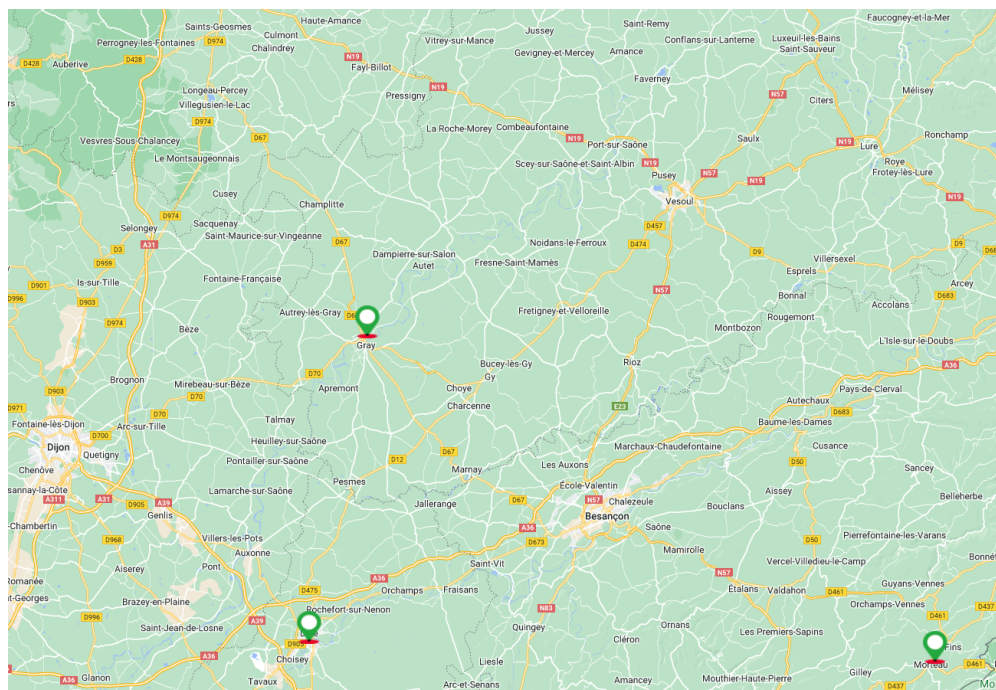 Haute-Amance
Saint-Remy
Faucogney-et-la-Mer
Saints-Geosmes
Culmont
Jussey
Luxeuil-les-Bains
Perrogney-les-Fontaines
D974
Chalindrey
Vitrey-sur-Mance
Conflans-sur-Lanterne
Saint-Sauveur
Gevigney-et-Mercey
Amance
D428
Auberive
D428
N19
Fayl-Billot
Faverney
Longeau-Percey
N19
N57
Mélisey
Villegusien-le-Lac
Pressigny
Citers
D974
La Roche-Morey
Combeaufontaine
D67
N19
Saulx
Ronchamp
Vesvres-Sous-Chalancey
Port-sur-Saône
Lure
Le Montsaugeonnais
Scey-sur-Saône-et-Saint-Albin
N19
Roye
Pusey
N57
Frotey-lès-Lure
N19
Cusey
N19
Champlitte
Vesoul
D974
Sacquenay
D457
Selongey
Saint-Maurice-sur-Vingeanne
D67
D3
A31
Noidans-le-Ferroux
D474
D9
D9
Dampierre-sur-Salon
Autet
Fresne-Saint-Mamès
Villersexel
D959
Fontaine-Française
Esprels
Is-sur-Tille
D901
Arcey
N57
Bonnal
D683
D996
D903
Accolans
Autrey-lès-Gray
Fretigney-et-Velloreille
Rougemont
D974
Bèze
Montbozon
Gray
L'Isle-sur-le-Doubs
Bucey-lès-Gy
Rioz
A36
D70
Gy
Brognon
Mirebeau-sur-Bèze
Apremont
Choye
Pays-de-Clerval
D903
D70
Charcenne
Autechaux
D971
D70
E23
D683
Talmay
Baume-les-Dames
Fontaine-lès-Dijon
Arc-sur-Tille
D700
Heuilley-sur-Saône
Dijon
Marchaux-Chaudefontaine
Cusance
Quetigny
D67
Pontailler-sur-Saône
D12
Les Auxons
D50
Chenôve
Marnay
Sancey
Pesmes
École-Valentin
Lamarche-sur-Saône
Aïssey
A311
A31
D67
N57
Belleherbe
A39
D905
Jallerange
Chalezeule
Bouclans
Genlis
Besançon
A36
Saône
Pierrefontaine-les-Varans
D968
Villers-les-Pots
D673
D50
Auxonne
Mamirolle
Saint-Vit
Vercel-Villedieu-le-Camp
Aiserey
Pont
A36
N57
Guyans-Vennes
D475
Orchamps
Fraisans
Étalans
Valdahon
D461
Brazey-en-Plaine
Rochefort-sur-Nenon
N83
Orchamps-Vennes
D437
D996
A39
D461
Saint-Jean-de-Losne
Quingey
Ornans
Les Premiers-Sapins
D905
Cléron
Fins
A36
Choisey
Liesle
Morteau
D461
Glanon
Tavaux
Gilley
Arc-et-Senans
Amancey
Mouthier-Haute-Pierre
D437